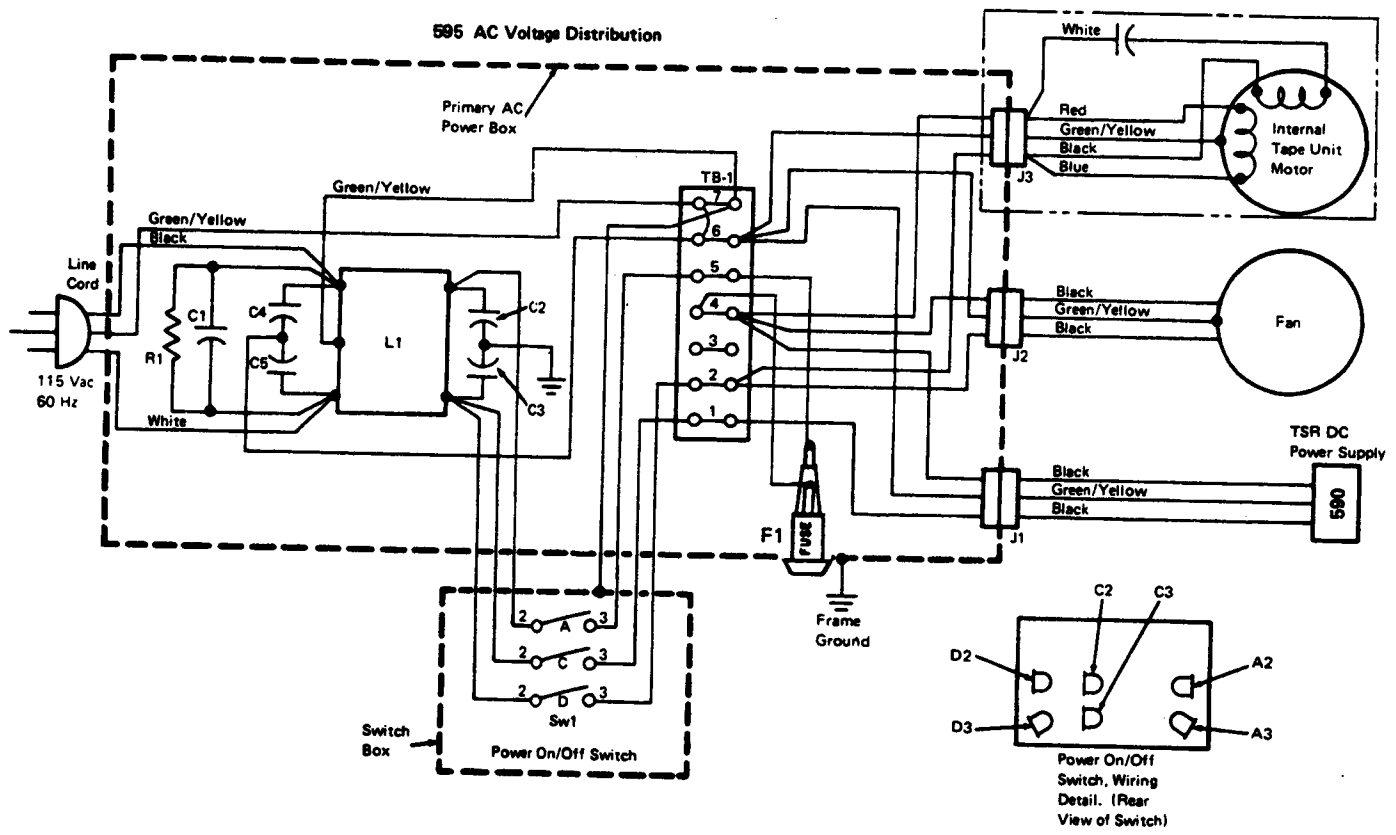 595 AC Voltage Distribution
Primary AC
Power Box
White
Red
Green/Yellow
Black
Blue
J3
Internal
Tape Unit
Motor
TB-1
7
6
5
4
3
2
1
Green/Yellow
Green/Yellow
Black
Line
Cord
115 Vac
60 Hz
White
R1
C1
C4
C5
L1
C2
C3
Black
Green/Yellow
Black
J2
Fan
TSR DC
Power Supply
Black
Green/Yellow
Black
J1
590
F1
FUSE
Frame
Ground
2 A 3
2 C 3
2 D 3
Sw1
Power On/Off Switch
Switch
Box
C2
C3
D2
A2
D3
A3
Power On/Off
Switch, Wiring
Detail. (Rear
View of Switch)